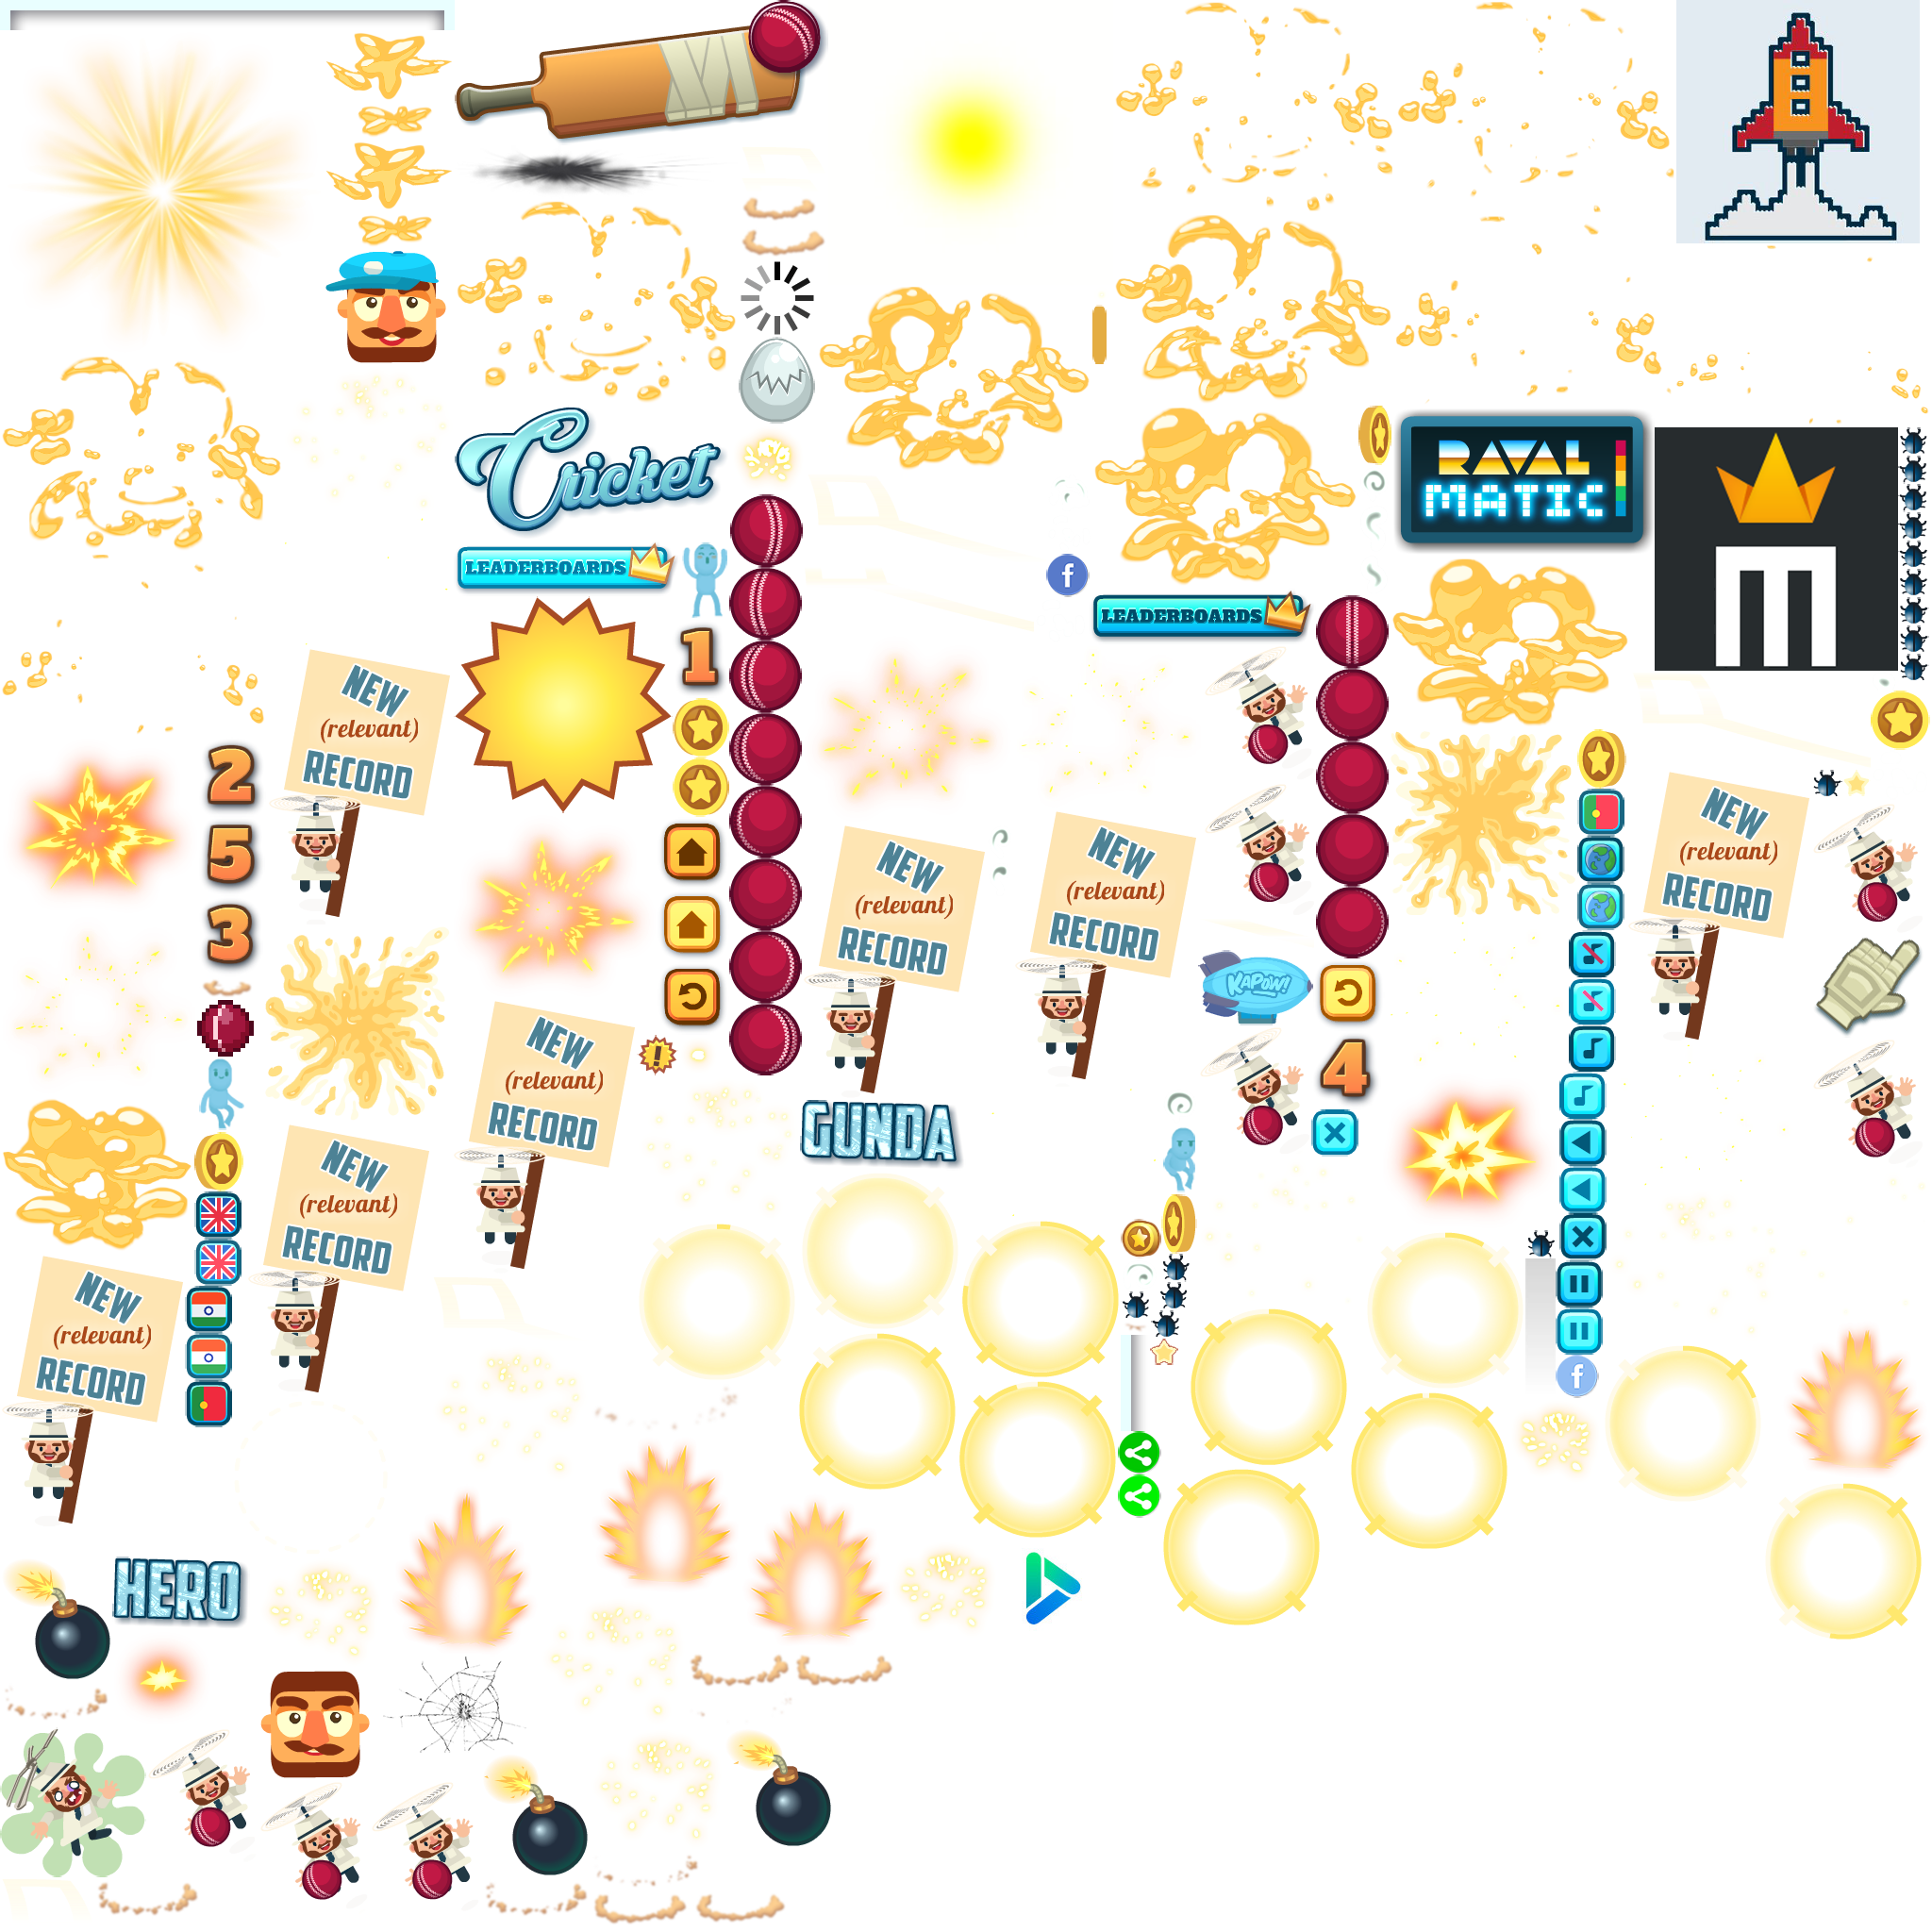 Cricket
RAVAL
MATIC
LEADERBOARDS
LEADERBOARDS
1
NEW
(relevant)
RECORD
2
5
3
NEW
(relevant)
RECORD
NEW
(relevant)
RECORD
NEW
(relevant)
RECORD
KAPOW!
4
NEW
(relevant)
RECORD
!
GUNDA
NEW
(relevant)
RECORD
NEW
(relevant)
RECORD
HERO